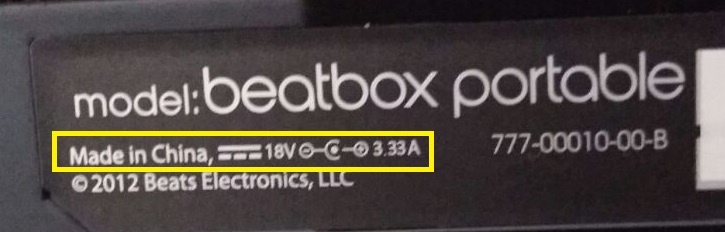 model: beatbox portable
Made in China, ⎓ 18V ⊖-C-⊕ 3.33A
777-00010-00-B
© 2012 Beats Electronics, LLC